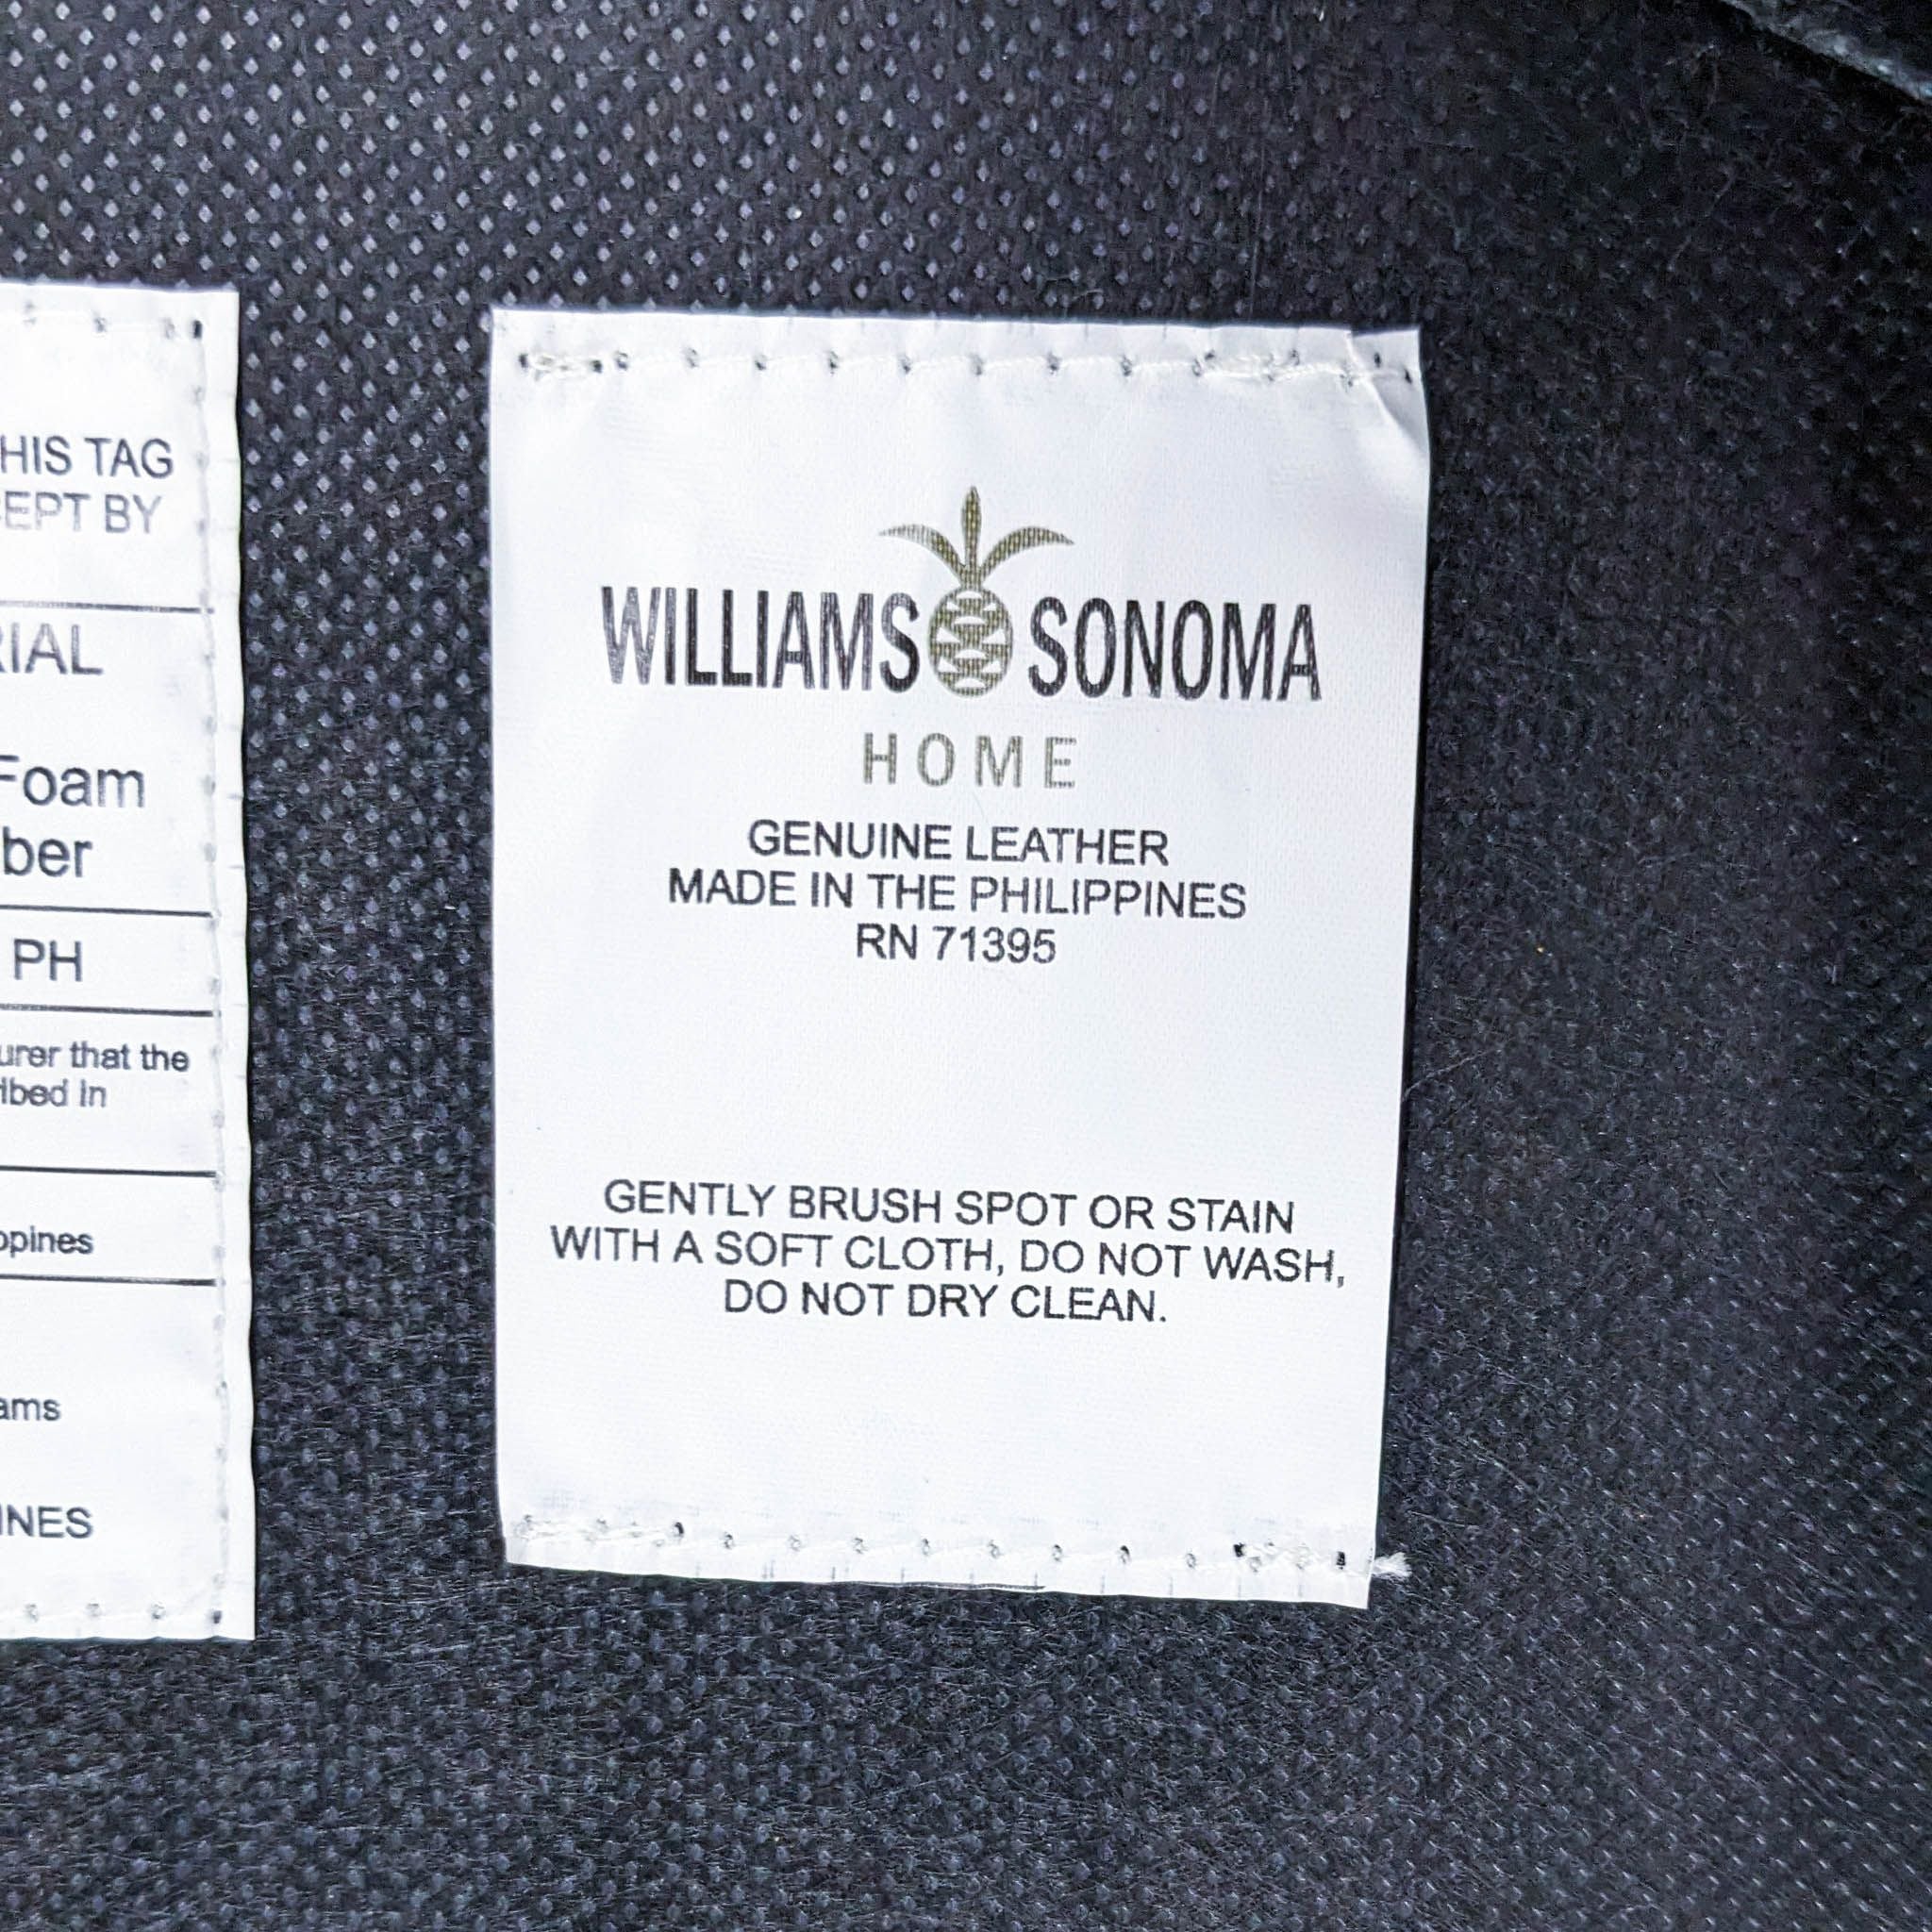 HIS TAG
EPT BY
RIAL
Foam
ber
PH
urer that the
ibed in
ppines
ams
INES
WILLIAMS SONOMA
HOME
GENUINE LEATHER
MADE IN THE PHILIPPINES
RN 71395
GENTLY BRUSH SPOT OR STAIN
WITH A SOFT CLOTH, DO NOT WASH,
DO NOT DRY CLEAN.